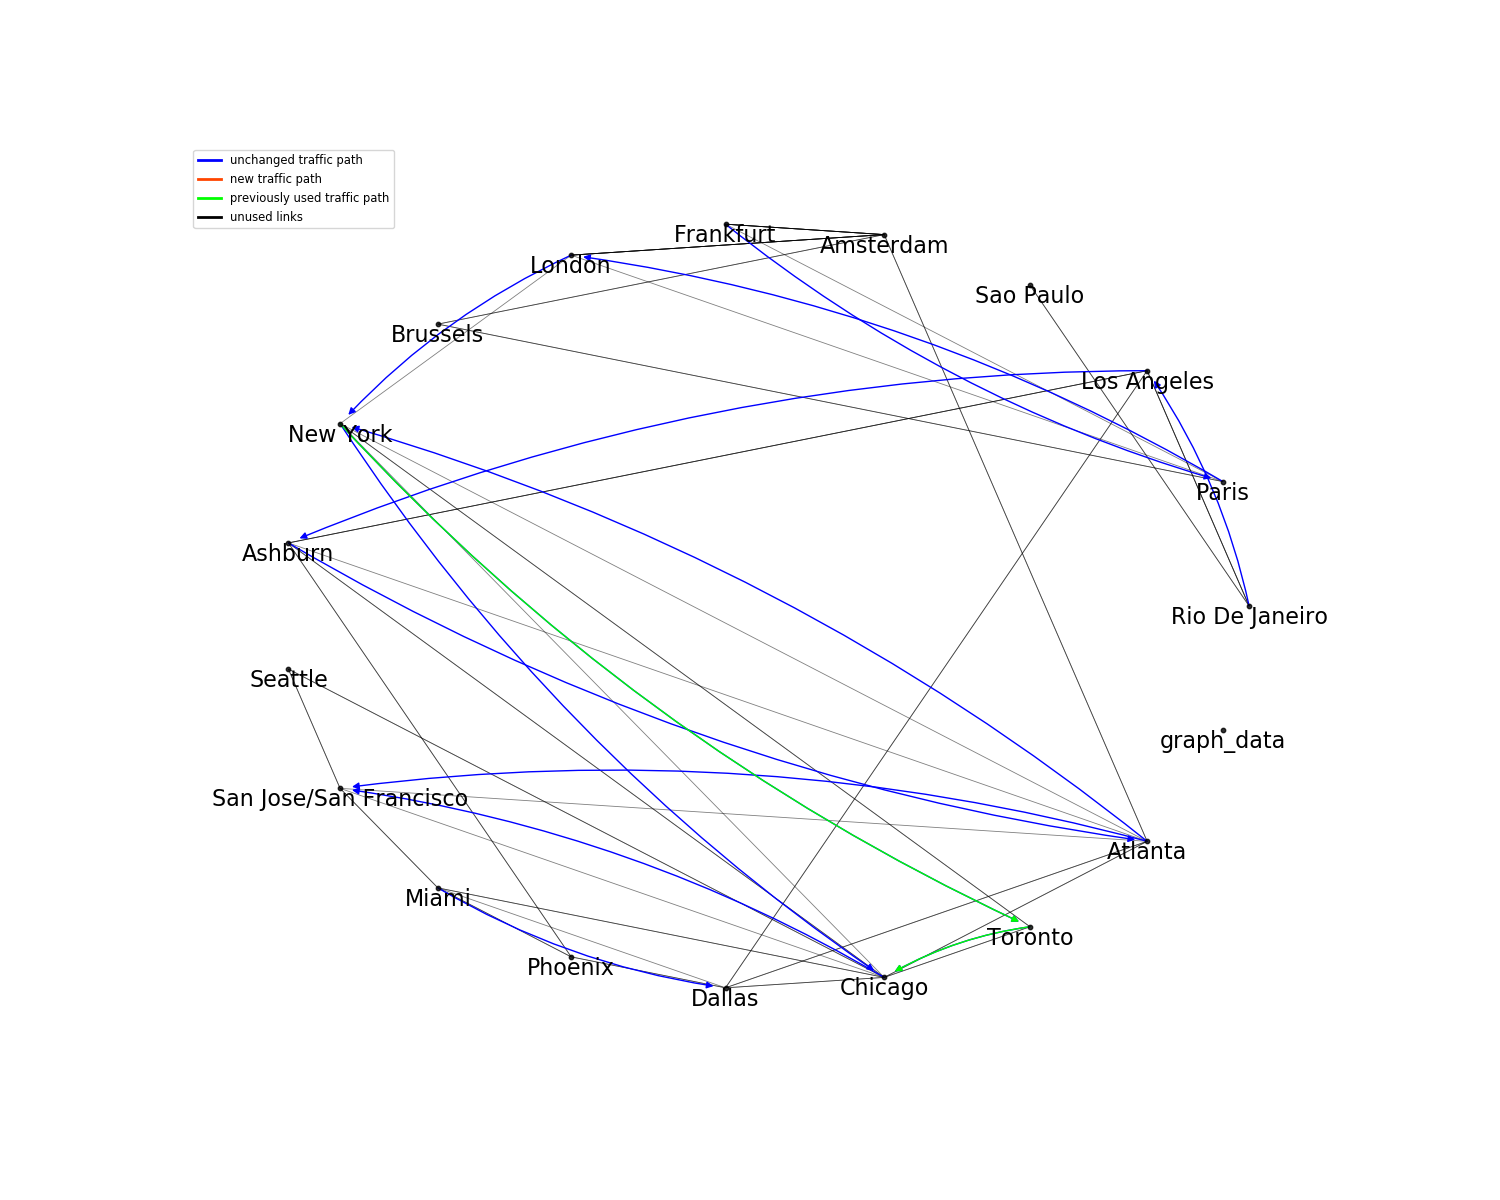 unchanged traffic path
new traffic path
previously used traffic path
unused links
Frankfurt
Amsterdam
London
Sao Paulo
Brussels
Los Angeles
New York
Paris
Ashburn
Rio De Janeiro
Seattle
graph_data
San Jose/San Francisco
Atlanta
Miami
Toronto
Phoenix
Chicago
Dallas